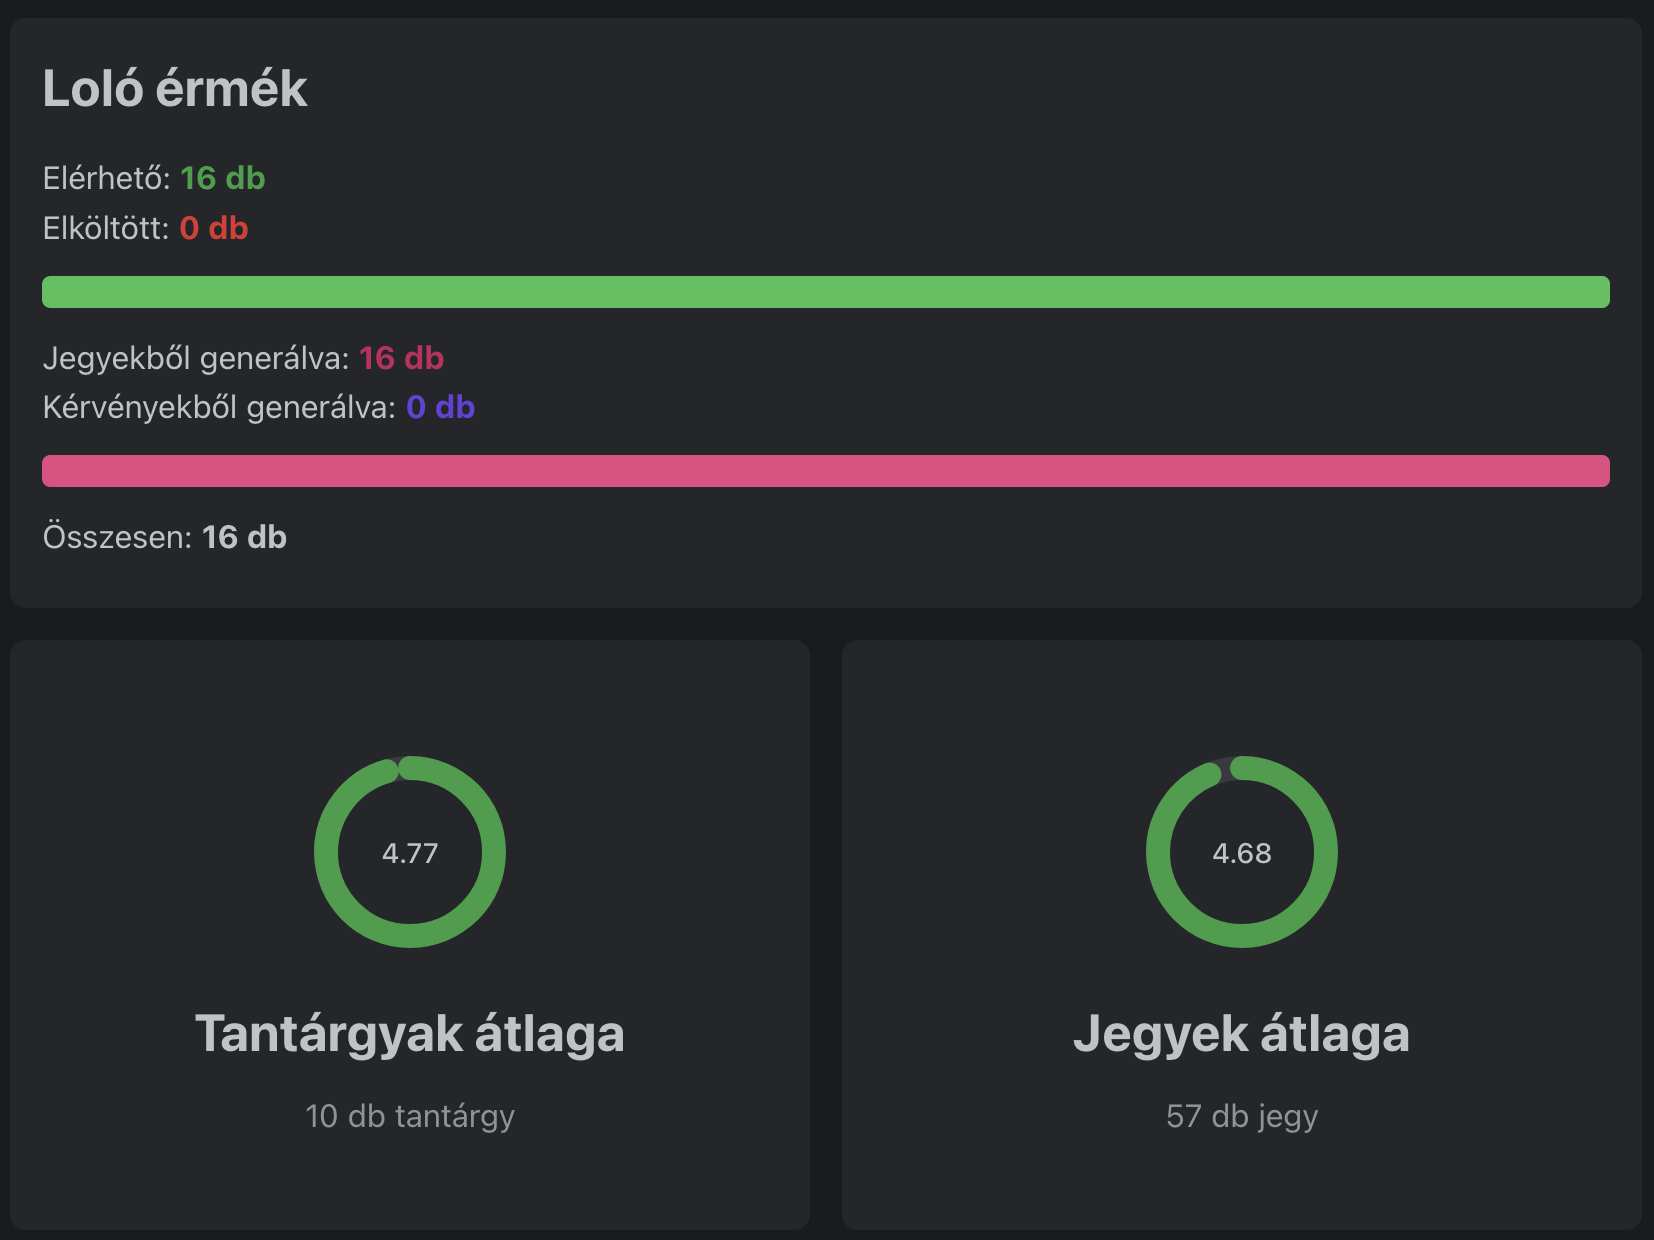 Loló érmék
Elérhető: 16 db
Elköltött: 0 db
Jegyekből generálva: 16 db
Kérvényekből generálva: 0 db
Összesen: 16 db
4.77
Tantárgyak átlaga
10 db tantárgy
4.68
Jegyek átlaga
57 db jegy